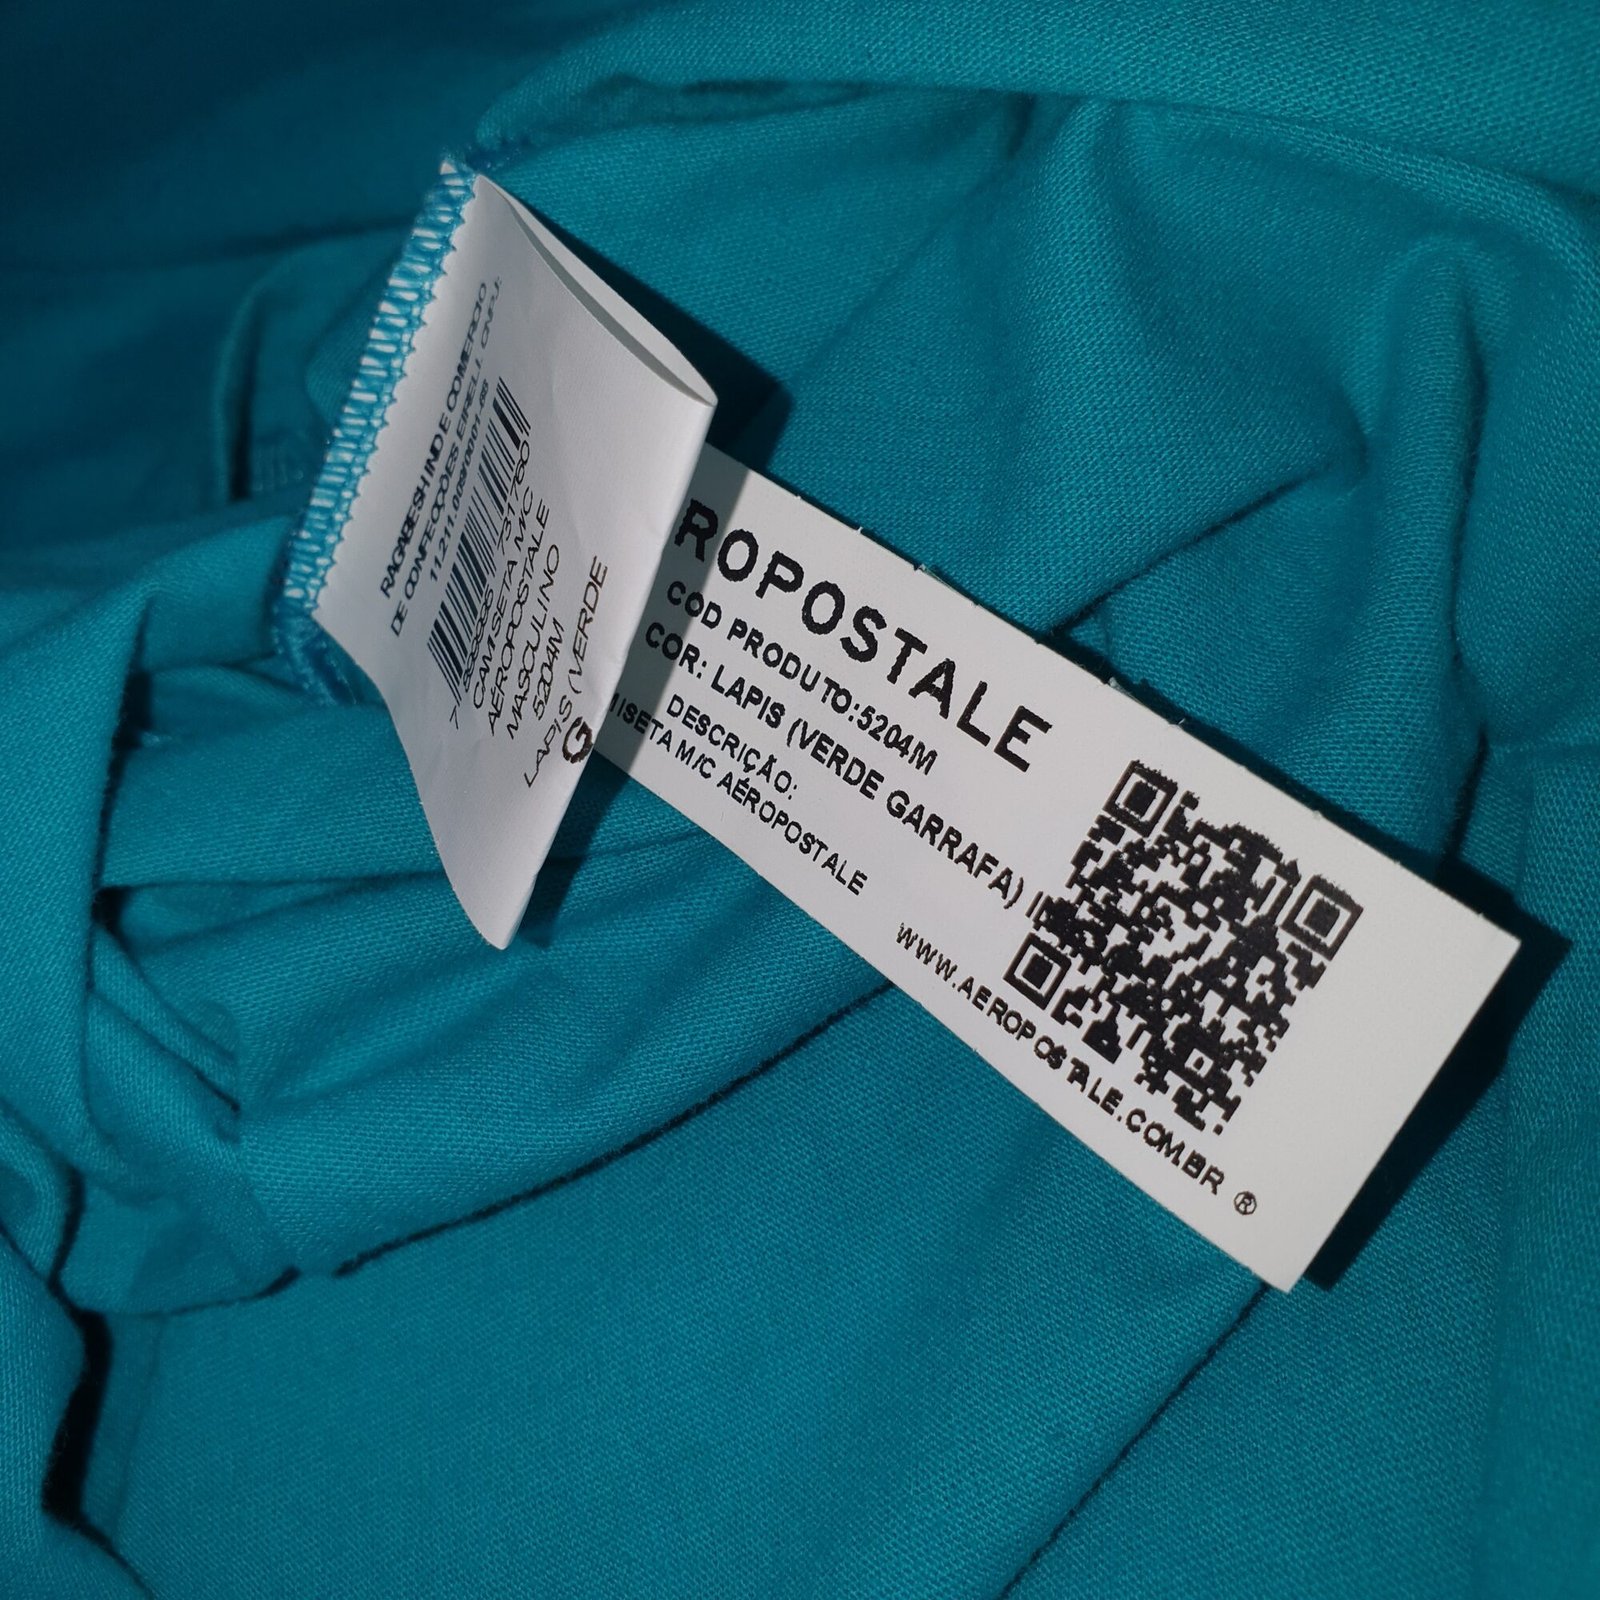 RAGABESH IND E COMERCIO
DE CONFECÇÕES EIRELI. CNPJ:
CAMISETA M/C
AÉROPOSTALE
MASCULINO
5204M
LAPIS (VERDE
G
ROPOSTALE
COD PRODUTO:5204M
COR: LAPIS (VERDE GARRAFA)
DESCRIÇÃO:
MISETA M/C AÉROPOSTALE
WWW.AEROPOSTALE.COM.BR ®